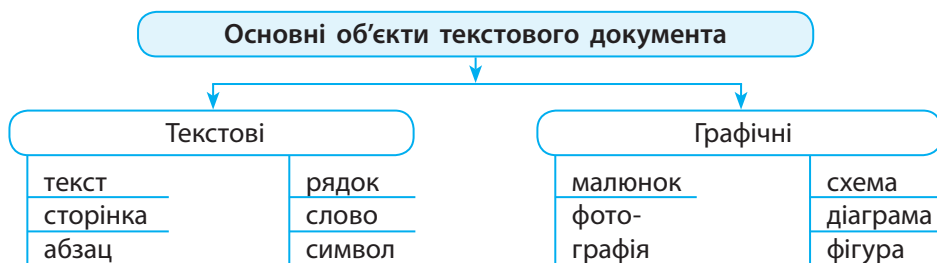 Основні об’єкти текстового документа
Текстові
Графічні
текст
сторінка
абзац
рядок
слово
символ
малюнок
фото-
графія
схема
діаграма
фігура